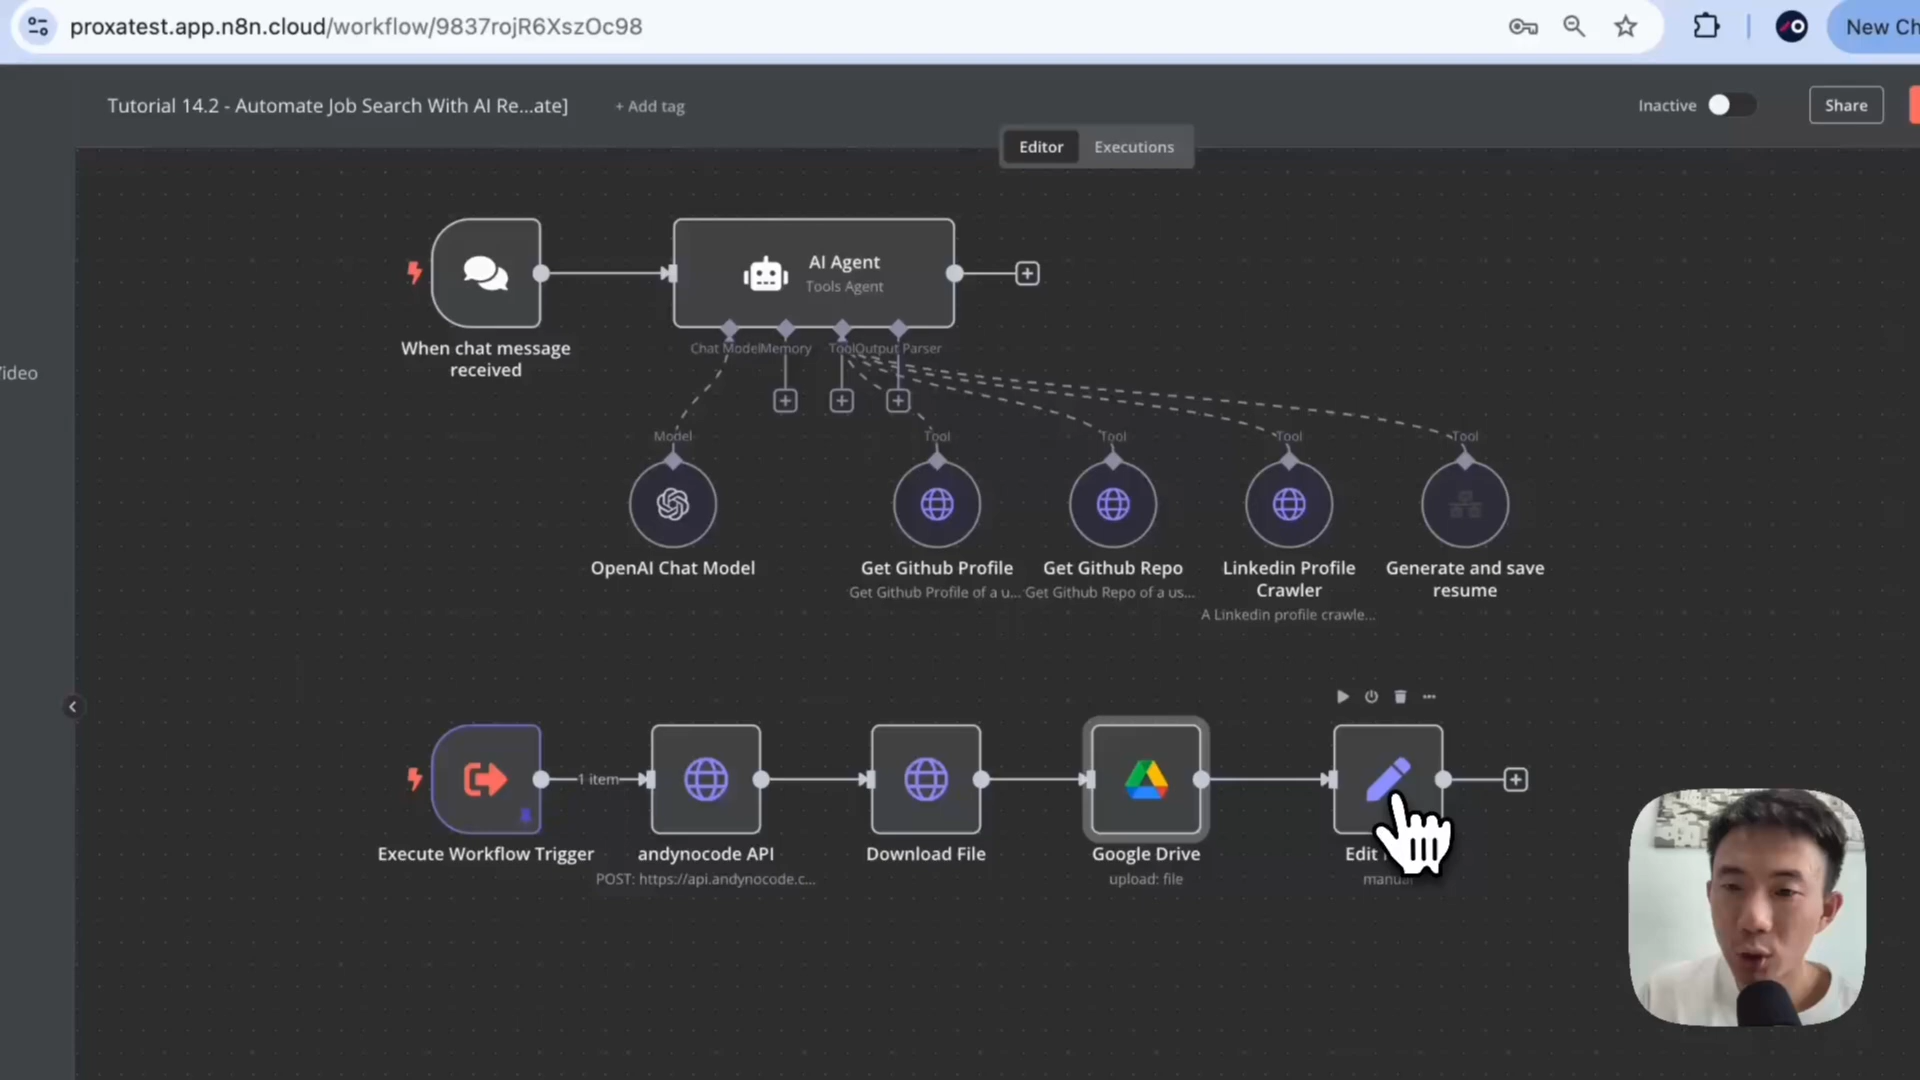 proxatest.app.n8n.cloud/workflow/9837rojR6XszOc98
New Ch
Tutorial 14.2 - Automate Job Search With AI Re...ate]
+ Add tag
Inactive
Share
Editor
Executions
AI Agent
Tools Agent
When chat message
received
Chat Model
Memory
Tool
Output Parser
ideo
Model
Tool
Tool
Tool
Tool
OpenAI Chat Model
Get Github Profile
Get Github Profile of a u...
Get Github Repo
Get Github Repo of a us...
Linkedin Profile
Crawler
A Linkedin profile crawle...
Generate and save
resume
1 item
Execute Workflow Trigger
andynocode API
POST: https://api.andynocode.c...
Download File
Google Drive
upload: file
Edit
manual